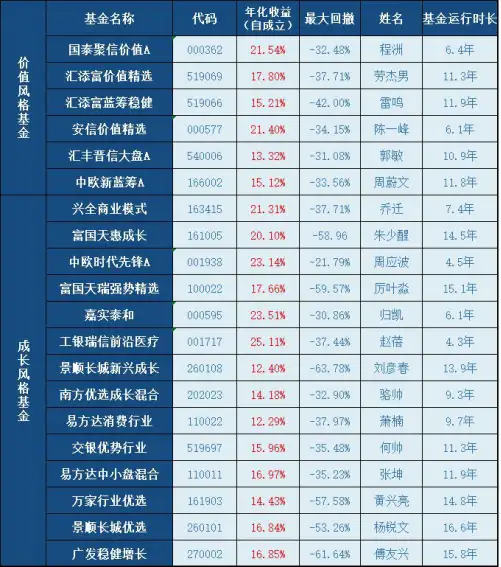 基金名称 代码 年化收益（自成立） 最大回撤 姓名 基金运行时长
价值风格基金
国泰聚信价值A 000362 21.54% -32.48% 程洲 6.4年
汇添富价值精选 519069 17.80% -37.71% 劳杰男 11.3年
汇添富蓝筹稳健 519066 15.21% -42.00% 雷鸣 11.9年
安信价值精选 000577 21.40% -34.15% 陈一峰 6.1年
汇丰晋信大盘A 540006 13.32% -31.08% 郭敏 10.9年
中欧新蓝筹A 166002 15.12% -33.56% 周蔚文 11.8年
成长风格基金
兴全商业模式 163415 21.31% -37.71% 乔迁 7.4年
富国天惠成长 161005 20.10% -58.96 朱少醒 14.5年
中欧时代先锋A 001938 23.14% -21.79% 周应波 4.5年
富国天瑞强势精选 100022 17.66% -59.57% 厉叶淼 15.1年
嘉实泰和 000595 23.51% -30.86% 归凯 6.1年
工银瑞信前沿医疗 001717 25.11% -37.44% 赵蓓 4.3年
景顺长城新兴成长 260108 12.40% -63.78% 刘彦春 13.9年
南方优选成长混合 202023 14.18% -32.90% 骆帅 9.3年
易方达消费行业 110022 12.29% -37.97% 萧楠 9.7年
交银优势行业 519697 15.96% -35.48% 何帅 11.3年
易方达中小盘混合 110011 16.97% -35.23% 张坤 11.9年
万家行业优选 161903 14.43% -57.58% 黄兴亮 14.8年
景顺长城优选 260101 16.84% -53.26% 杨锐文 16.6年
广发稳健增长 270002 16.85% -61.64% 傅友兴 15.8年